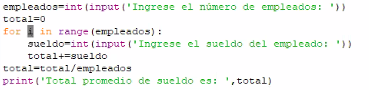 empleados=int(input('Ingrese el número de empleados: '))
total=0
for i in range(empleados):
    sueldo=int(input('Ingrese el sueldo del empleado: '))
    total+=sueldo
total=total/empleados
print('Total promedio de sueldo es: ',total)